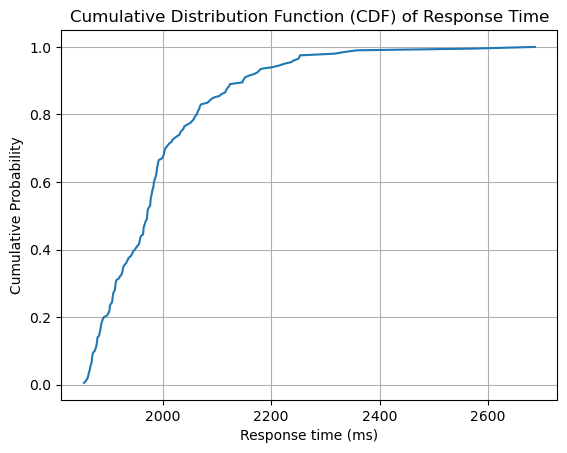 Cumulative Distribution Function (CDF) of Response Time
1.0
0.8
0.6
0.4
0.2
0.0
Cumulative Probability
2000 2200 2400 2600
Response time (ms)